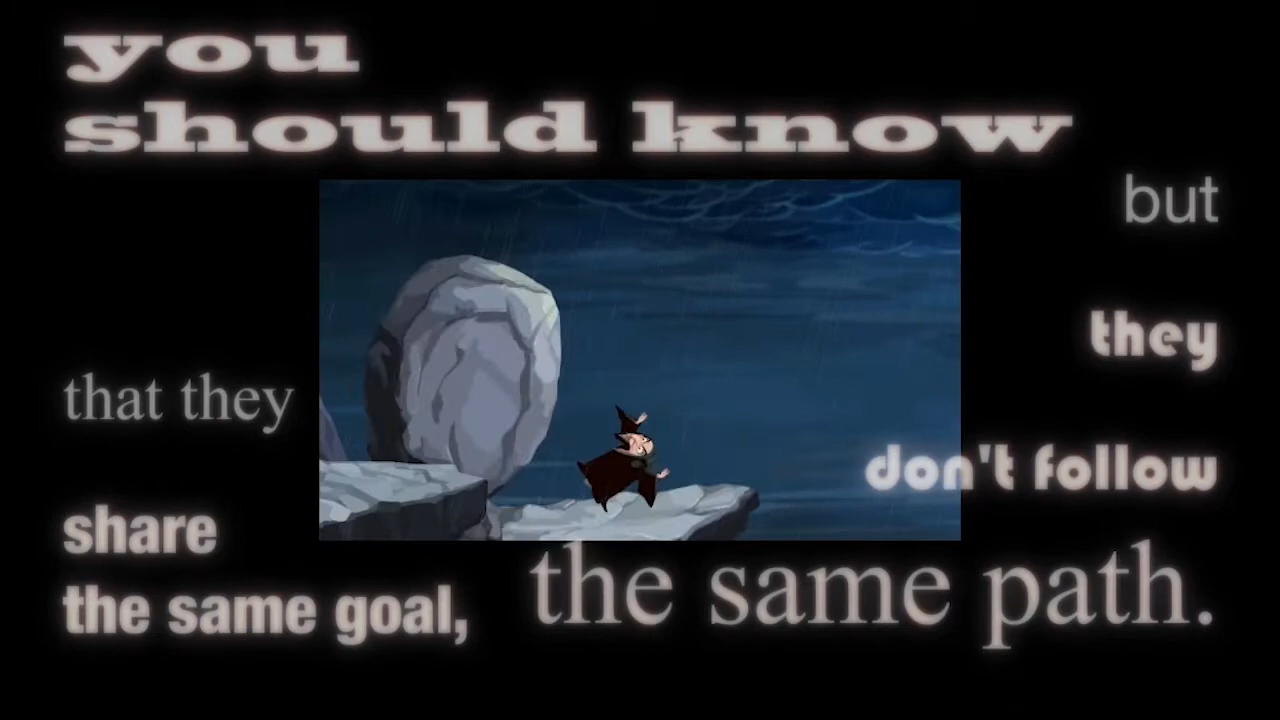 you
should know
that they
share
the same goal,
but
they
don't follow
the same path.